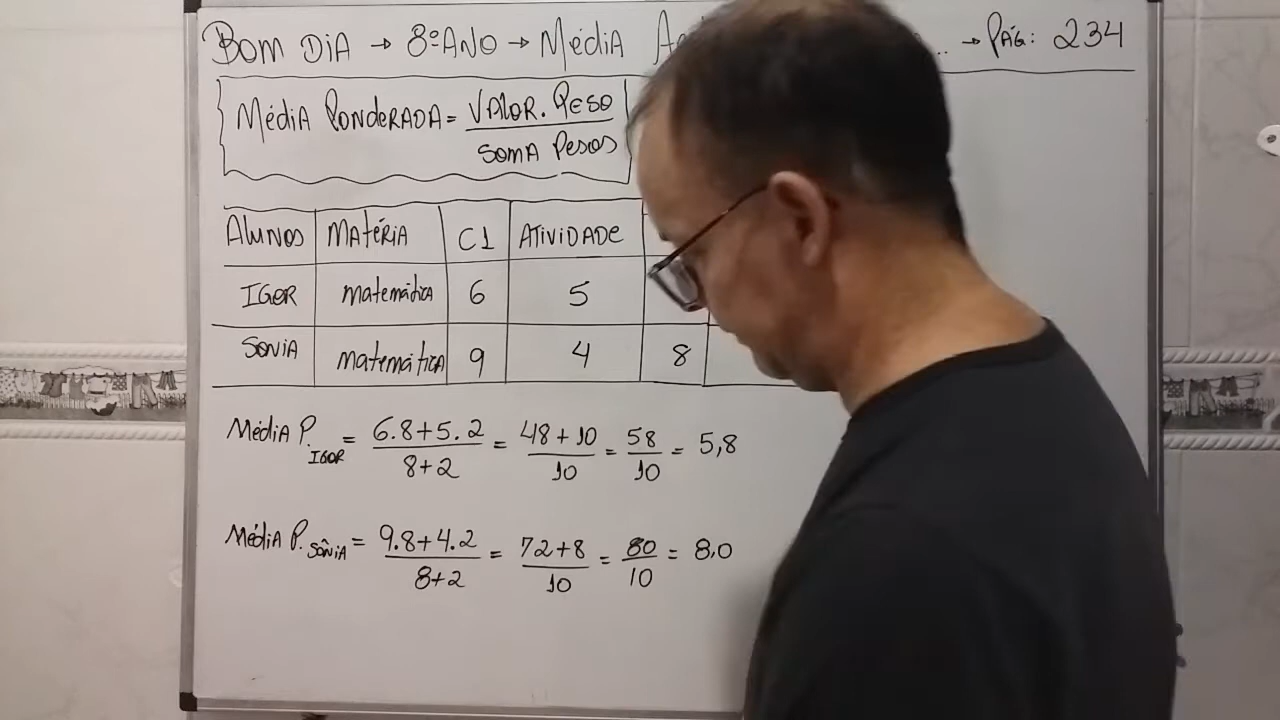 BOM DIA → 8º ANO → MÉDIA ... → PÁG: 234
MÉDIA PONDERADA = VALOR . PESO
SOMA PESOS
ALUNOS MATÉRIA C1 ATIVIDADE
IGOR matemática 6 5
SONIA matemática 9 4 8
MÉDIA P. IGOR = 6.8+5.2 / 8+2 = 48+10 / 10 = 58 / 10 = 5,8
MÉDIA P. SÔNIA = 9.8+4.2 / 8+2 = 72+8 / 10 = 80 / 10 = 8,0